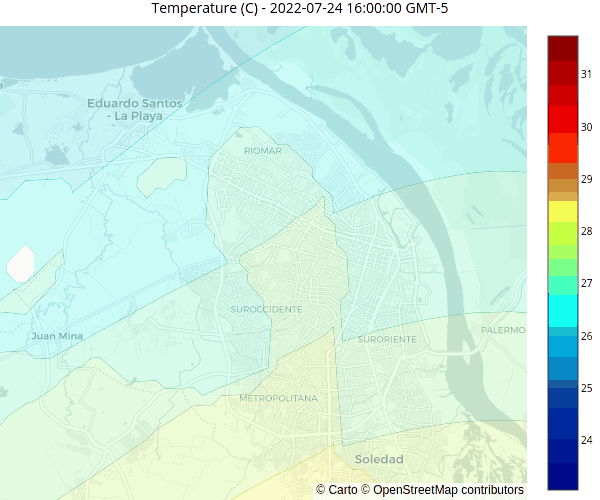 Temperature (C) - 2022-07-24 16:00:00 GMT-5
Eduardo Santos
- La Playa
RIOMAR
SUROCCIDENTE
Juan Mina
SURORIENTE
PALERMO
METROPOLITANA
Soledad
© Carto © OpenStreetMap contributors
31
30
29
28
27
26
25
24